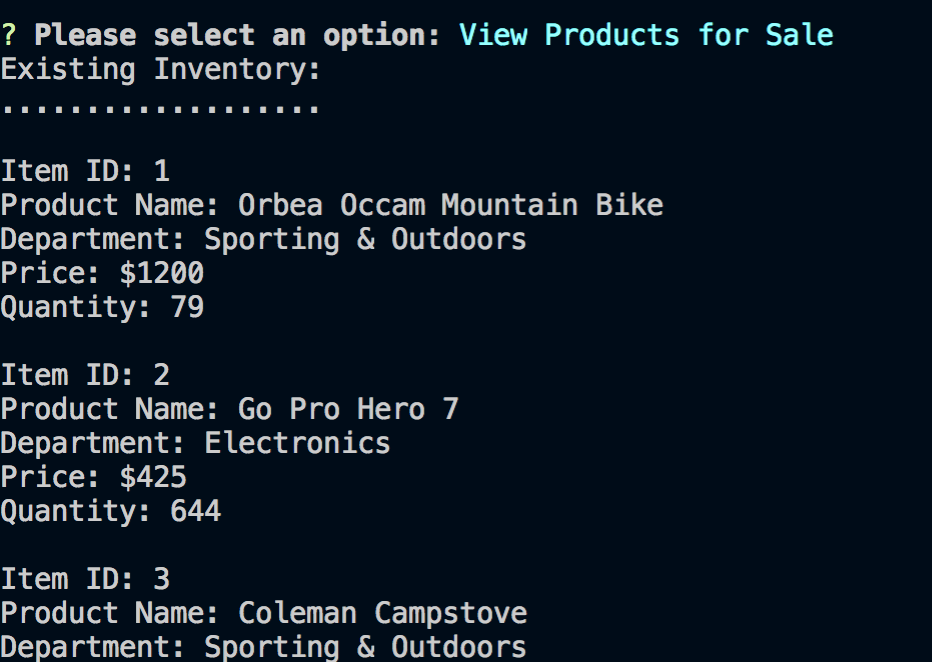 ? Please select an option: View Products for Sale
Existing Inventory:
...................
Item ID: 1
Product Name: Orbea Occam Mountain Bike
Department: Sporting & Outdoors
Price: $1200
Quantity: 79
Item ID: 2
Product Name: Go Pro Hero 7
Department: Electronics
Price: $425
Quantity: 644
Item ID: 3
Product Name: Coleman Campstove
Department: Sporting & Outdoors